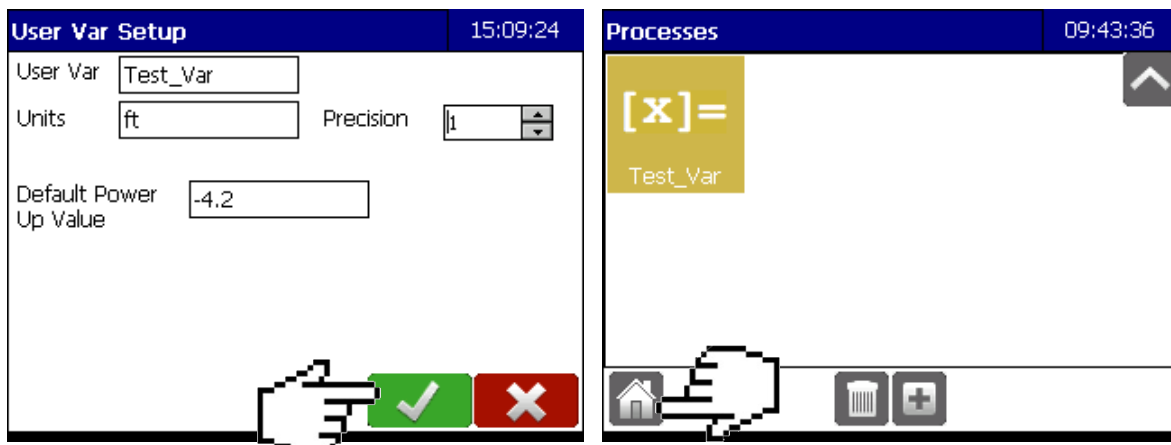 User Var Setup 15:09:24
User Var Test_Var
Units ft Precision 1
Default Power
Up Value
-4.2
Processes 09:43:36
[x]=
Test_Var